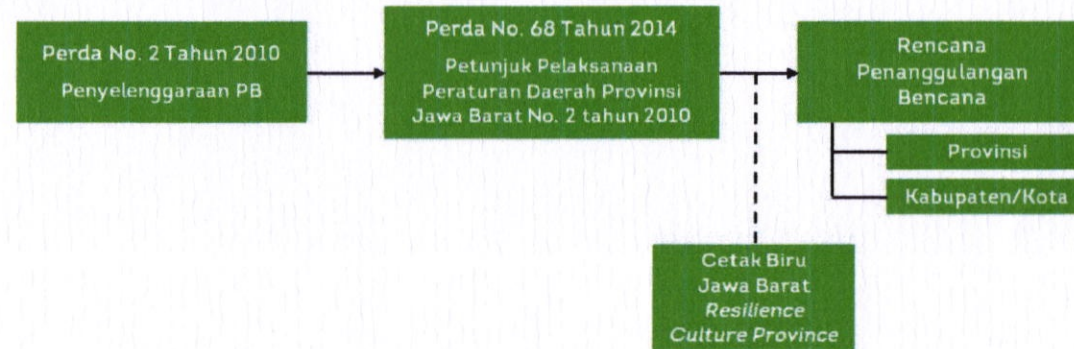 Perda No. 2 Tahun 2010
Penyelenggaraan PB
Perda No. 68 Tahun 2014
Petunjuk Pelaksanaan
Peraturan Daerah Provinsi
Jawa Barat No. 2 tahun 2010
Rencana
Penanggulangan
Bencana
Provinsi
Kabupaten/Kota
Cetak Biru
Jawa Barat
Resilience
Culture Province